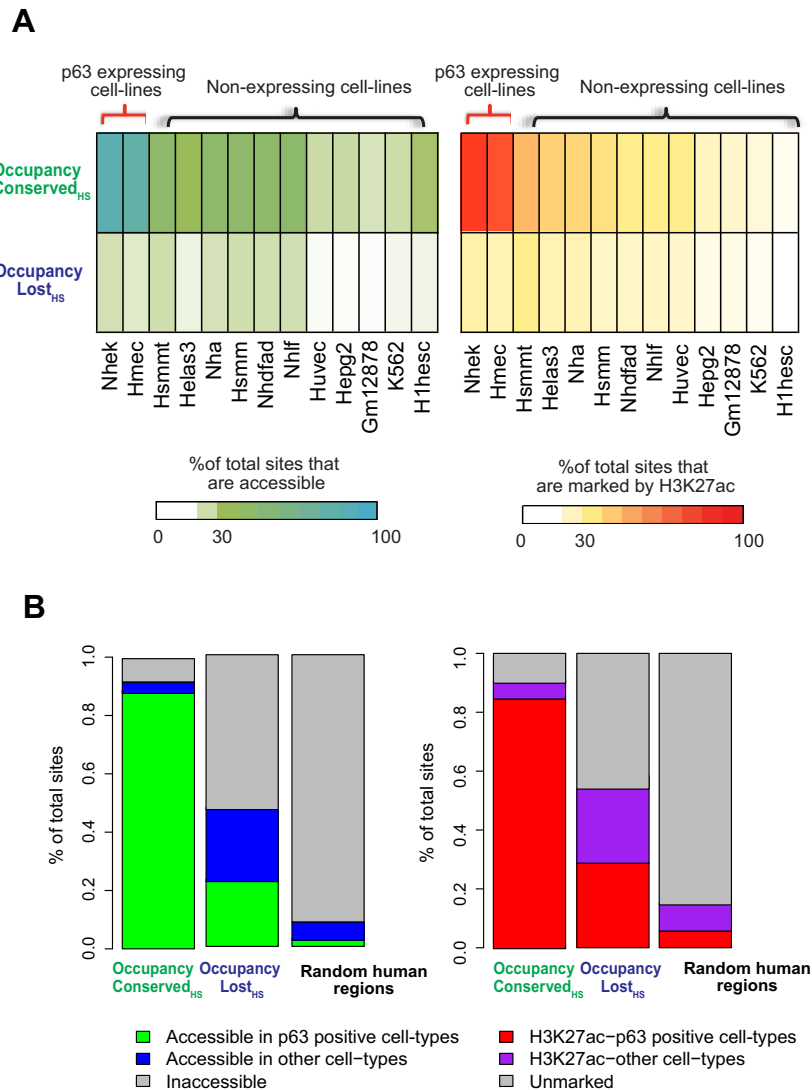 A
p63 expressing
cell-lines
Non-expressing cell-lines
p63 expressing
cell-lines
Non-expressing cell-lines
Occupancy
ConservedHS
Occupancy
LostHS
Nhek
Hmec
Hsmmt
Helas3
Nha
Hsmm
Nhdfad
Nhlf
Huvec
Hepg2
Gm12878
K562
H1hesc
Nhek
Hmec
Hsmmt
Helas3
Nha
Hsmm
Nhdfad
Nhlf
Huvec
Hepg2
Gm12878
K562
H1hesc
%of total sites that
are accessible
0 30 100
%of total sites that
are marked by H3K27ac
0 30 100
B
% of total sites
1.0
0.8
0.6
0.4
0.2
0.0
Occupancy
ConservedHS
Occupancy
LostHS
Random human
regions
Accessible in p63 positive cell-types
Accessible in other cell-types
Inaccessible
% of total sites
1.0
0.8
0.6
0.4
0.2
0.0
Occupancy
ConservedHS
Occupancy
LostHS
Random human
regions
H3K27ac-p63 positive cell-types
H3K27ac-other cell-types
Unmarked